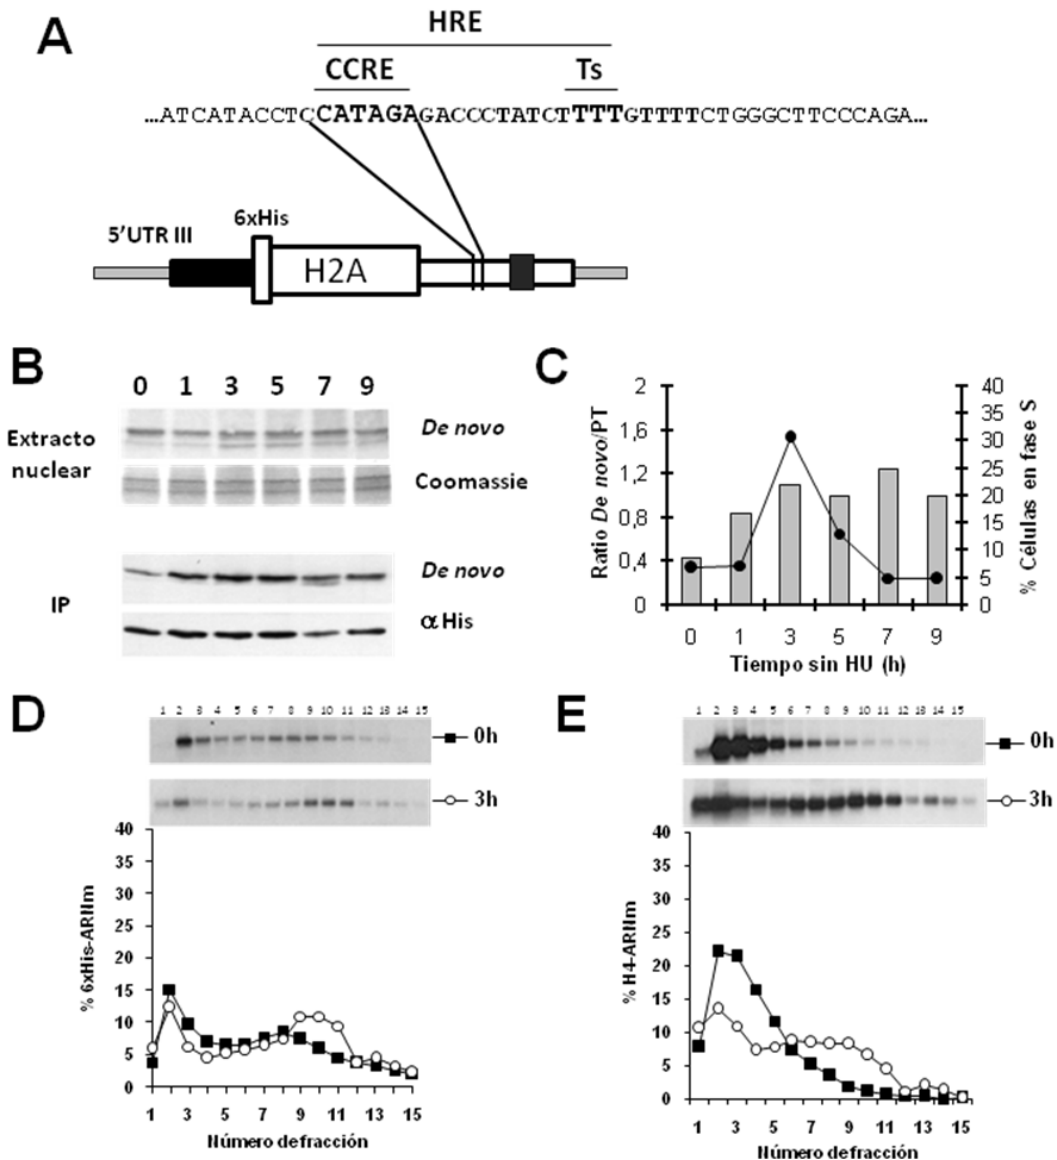 A
HRE
CCRE Ts
...ATCATACCTCCATAGAGACCCTATCTTTTGTTTTCTGGGCTTCCCAGA...
5'UTR III
6xHis
H2A
B
0 1 3 5 7 9
Extracto nuclear
De novo
Coomassie
IP
De novo
αHis
C
Ratio De novo/PT
2
1,6
1,2
0,8
0,4
0
40
35
30
25
20
15
10
5
0
% Células en fase S
0 1 3 5 7 9
Tiempo sin HU (h)
D
1 2 3 4 5 6 7 8 9 10 11 12 13 14 15
0h
3h
40
35
30
25
20
15
10
5
0
% 6xHis-ARNm
1 3 5 7 9 11 13 15
Número de fracción
E
1 2 3 4 5 6 7 8 9 10 11 12 13 14 15
0h
3h
40
35
30
25
20
15
10
5
0
% H4-ARNm
1 3 5 7 9 11 13 15
Número de fracción